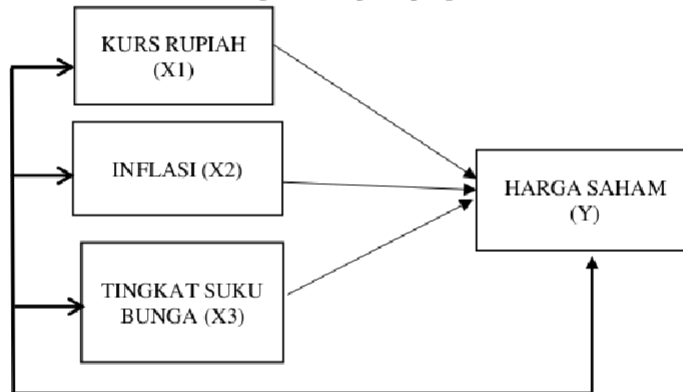 KURS RUPIAH
(X1)
INFLASI (X2)
TINGKAT SUKU
BUNGA (X3)
HARGA SAHAM
(Y)